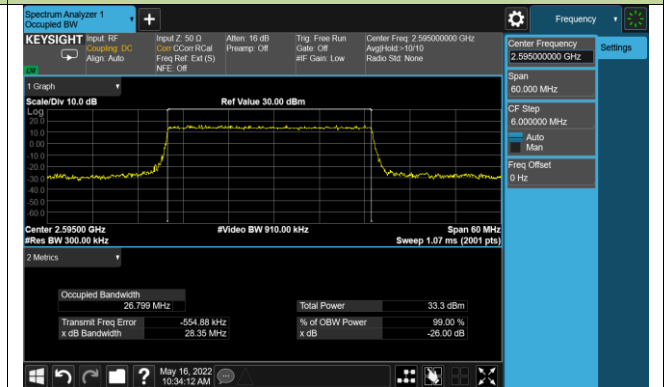 Spectrum Analyzer 1
Occupied BW
Frequency
KEYSIGHT
Input: RF
Coupling: DC
Align: Auto
Input Z: 50 Ω
Corr CCorr RCal
Freq Ref: Ext (S)
NFE: Off
Atten: 16 dB
Preamp: Off
Trig: Free Run
Gate: Off
#IF Gain: Low
Center Freq: 2.595000000 GHz
Avg|Hold:>10/10
Radio Std: None
Center Frequency
2.595000000 GHz
Settings
Span
60.000 MHz
CF Step
6.000000 MHz
Auto
Man
Freq Offset
0 Hz
1 Graph
Scale/Div 10.0 dB
Ref Value 30.00 dBm
Log
20.0
10.0
0.00
-10.0
-20.0
-30.0
-40.0
-50.0
-60.0
Center 2.59500 GHz
#Video BW 910.00 kHz
Span 60 MHz
#Res BW 300.00 kHz
Sweep 1.07 ms (2001 pts)
2 Metrics
Occupied Bandwidth
26.799 MHz
Total Power
33.3 dBm
Transmit Freq Error
-554.88 kHz
% of OBW Power
99.00 %
x dB Bandwidth
28.35 MHz
x dB
-26.00 dB
May 16, 2022
10:34:12 AM